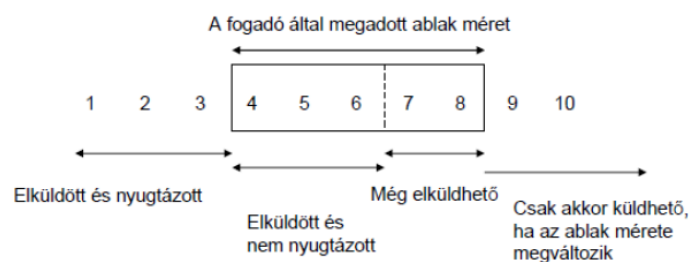 A fogadó által megadott ablak méret
1 2 3 4 5 6 7 8 9 10
Elküldött és nyugtázott
Elküldött és
nem nyugtázott
Még elküldhető
Csak akkor küldhető,
ha az ablak mérete
megváltozik